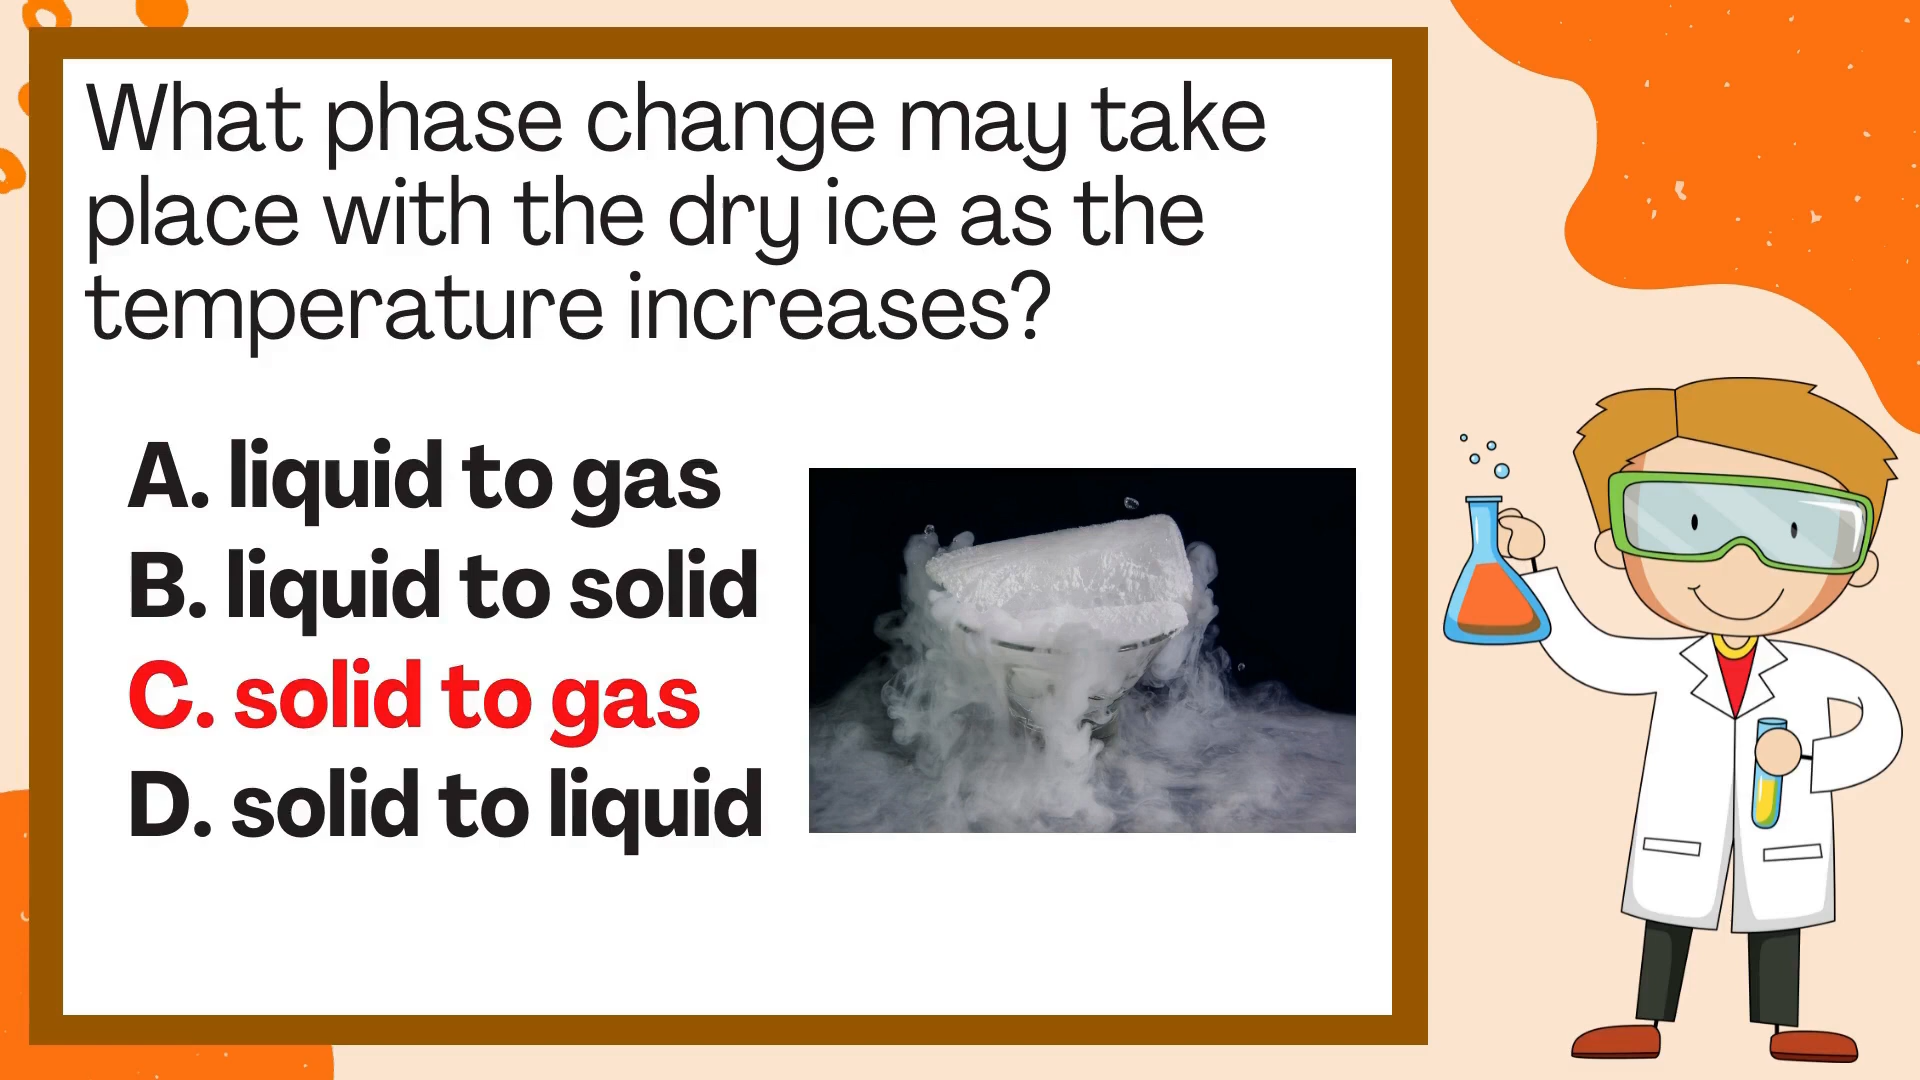 What phase change may take
place with the dry ice as the
temperature increases?
A. liquid to gas
B. liquid to solid
C. solid to gas
D. solid to liquid